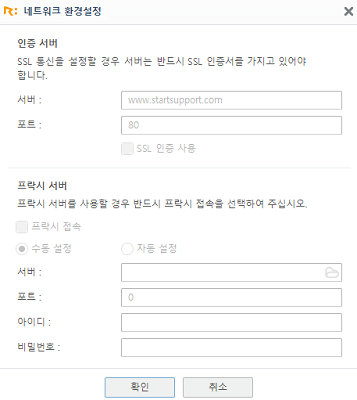 네트워크 환경설정
인증 서버
SSL 통신을 설정할 경우 서버는 반드시 SSL 인증서를 가지고 있어야
합니다.
서버 : www.startsupport.com
포트 : 80
SSL 인증 사용
프락시 서버
프락시 서버를 사용할 경우 반드시 프락시 접속을 선택하여 주십시오.
프락시 접속
수동 설정 자동 설정
서버 :
포트 : 0
아이디 :
비밀번호 :
확인 취소